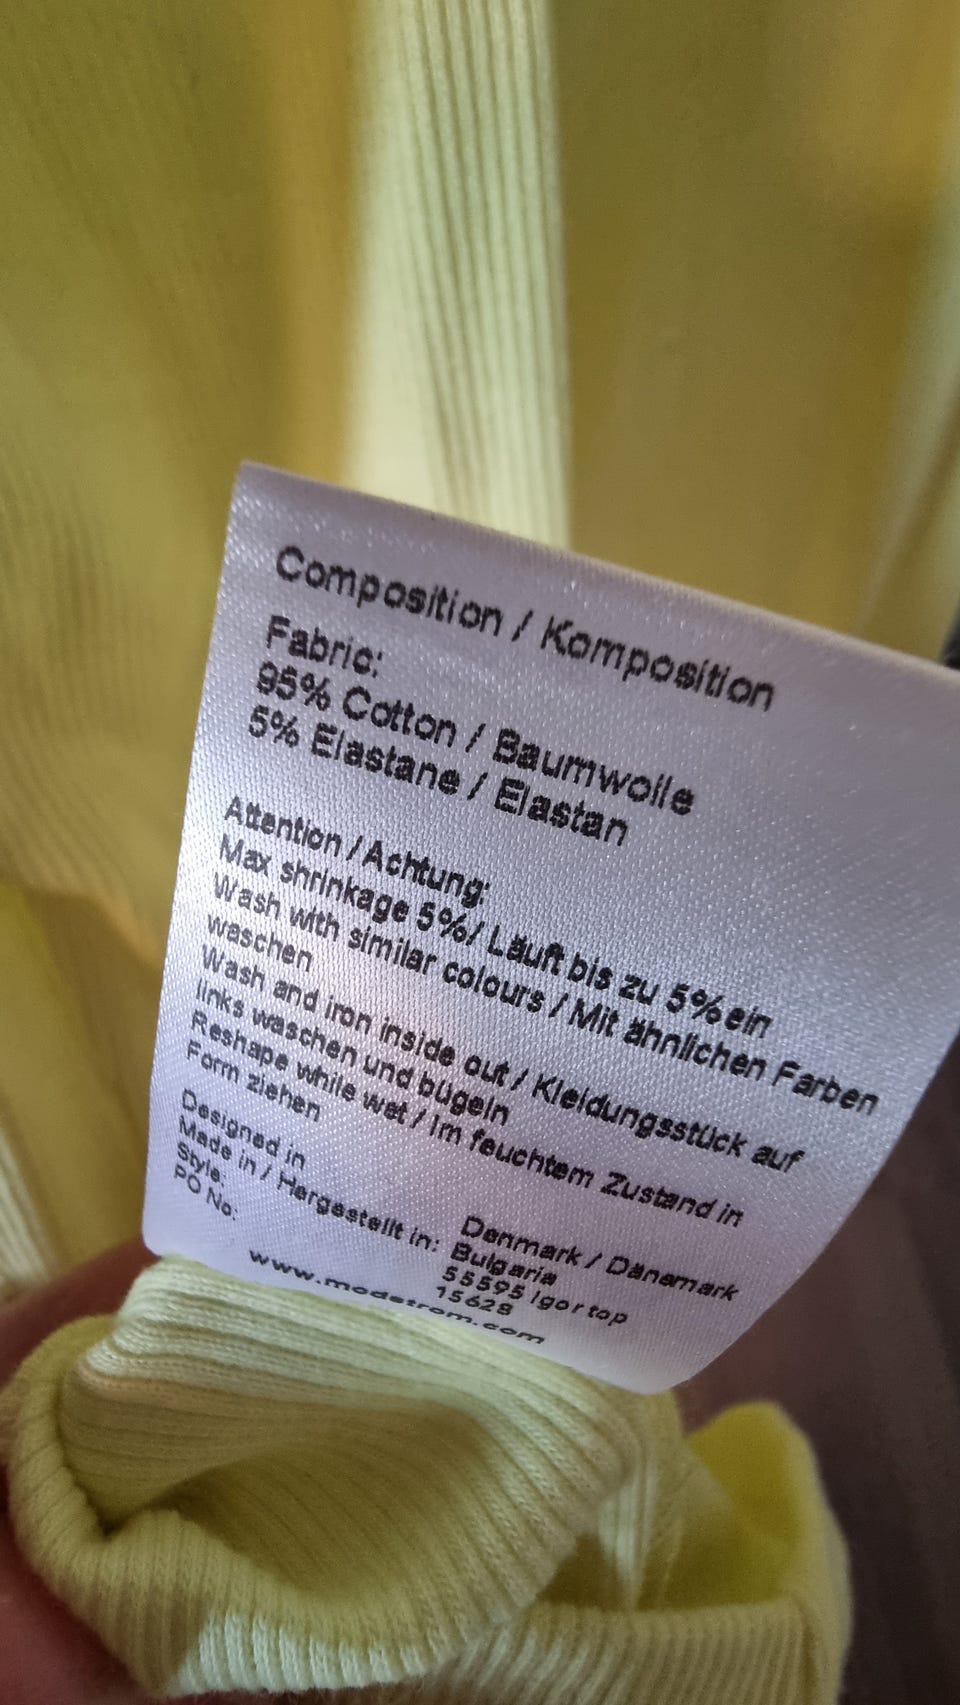 Composition / Komposition
Fabric:
95% Cotton / Baumwolle
5% Elastane / Elastan
Attention / Achtung:
Max shrinkage 5%/ Läuft bis zu 5%ein
Wash with similar colours / Mit ähnlichen Farben
waschen
Wash and iron inside out / Kleidungsstück auf
links waschen und bügeln
Reshape while wet / Im feuchtem Zustand in
Form ziehen
Designed in Denmark / Dänemark
Made in / Hergestellt in: Bulgaria
Style: 55595 Igor top
PO No: 15628
www.modstrom.com